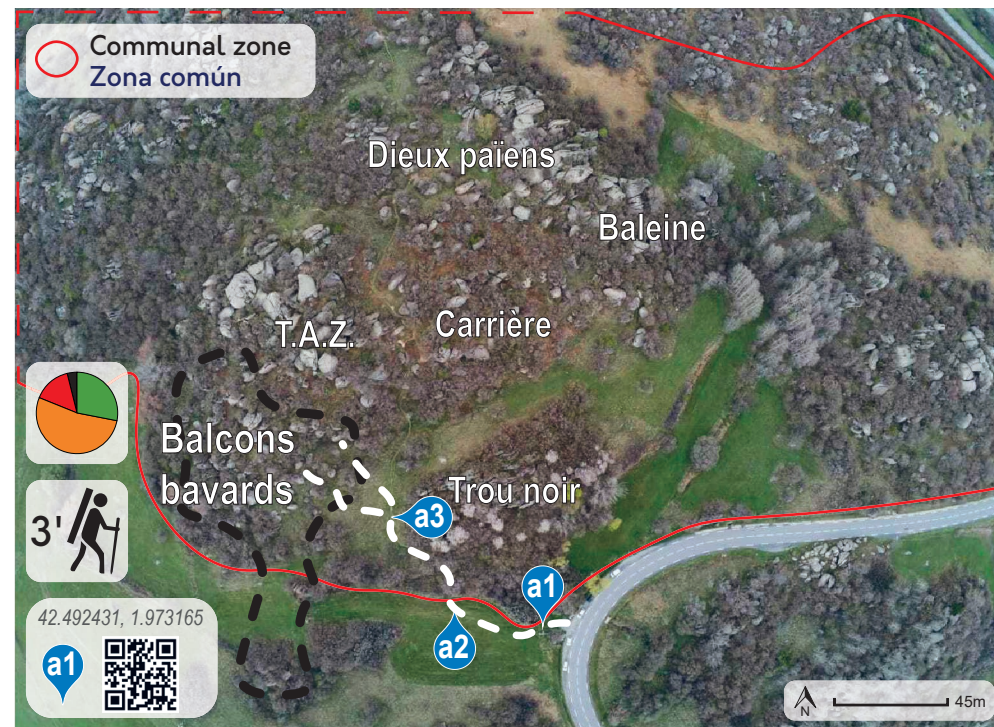 Communal zone
Zona común
Dieux païens
Baleine
T.A.Z.
Carrière
Balcons
bavards
Trou noir
a3
3'
a1
a2
42.492431, 1.973165
a1
N
45m